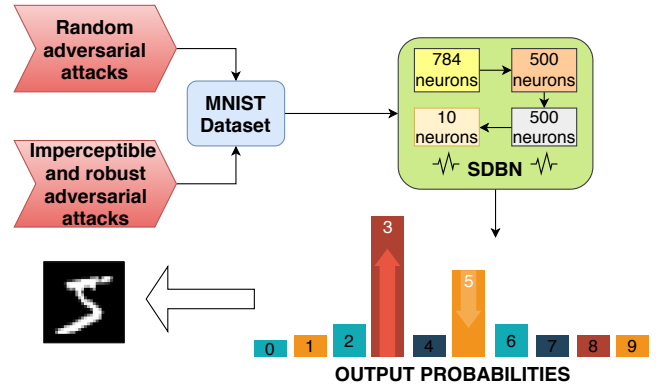 Random
adversarial
attacks
Imperceptible
and robust
adversarial
attacks
MNIST
Dataset
784
neurons
500
neurons
10
neurons
500
neurons
SDBN
3
5
0
1
2
4
6
7
8
9
OUTPUT PROBABILITIES